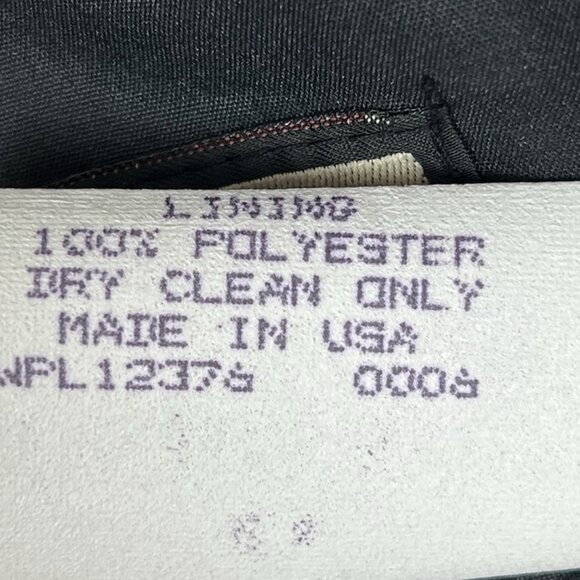 LINING
100% POLYESTER
DRY CLEAN ONLY
MADE IN USA
WPL12376 0006